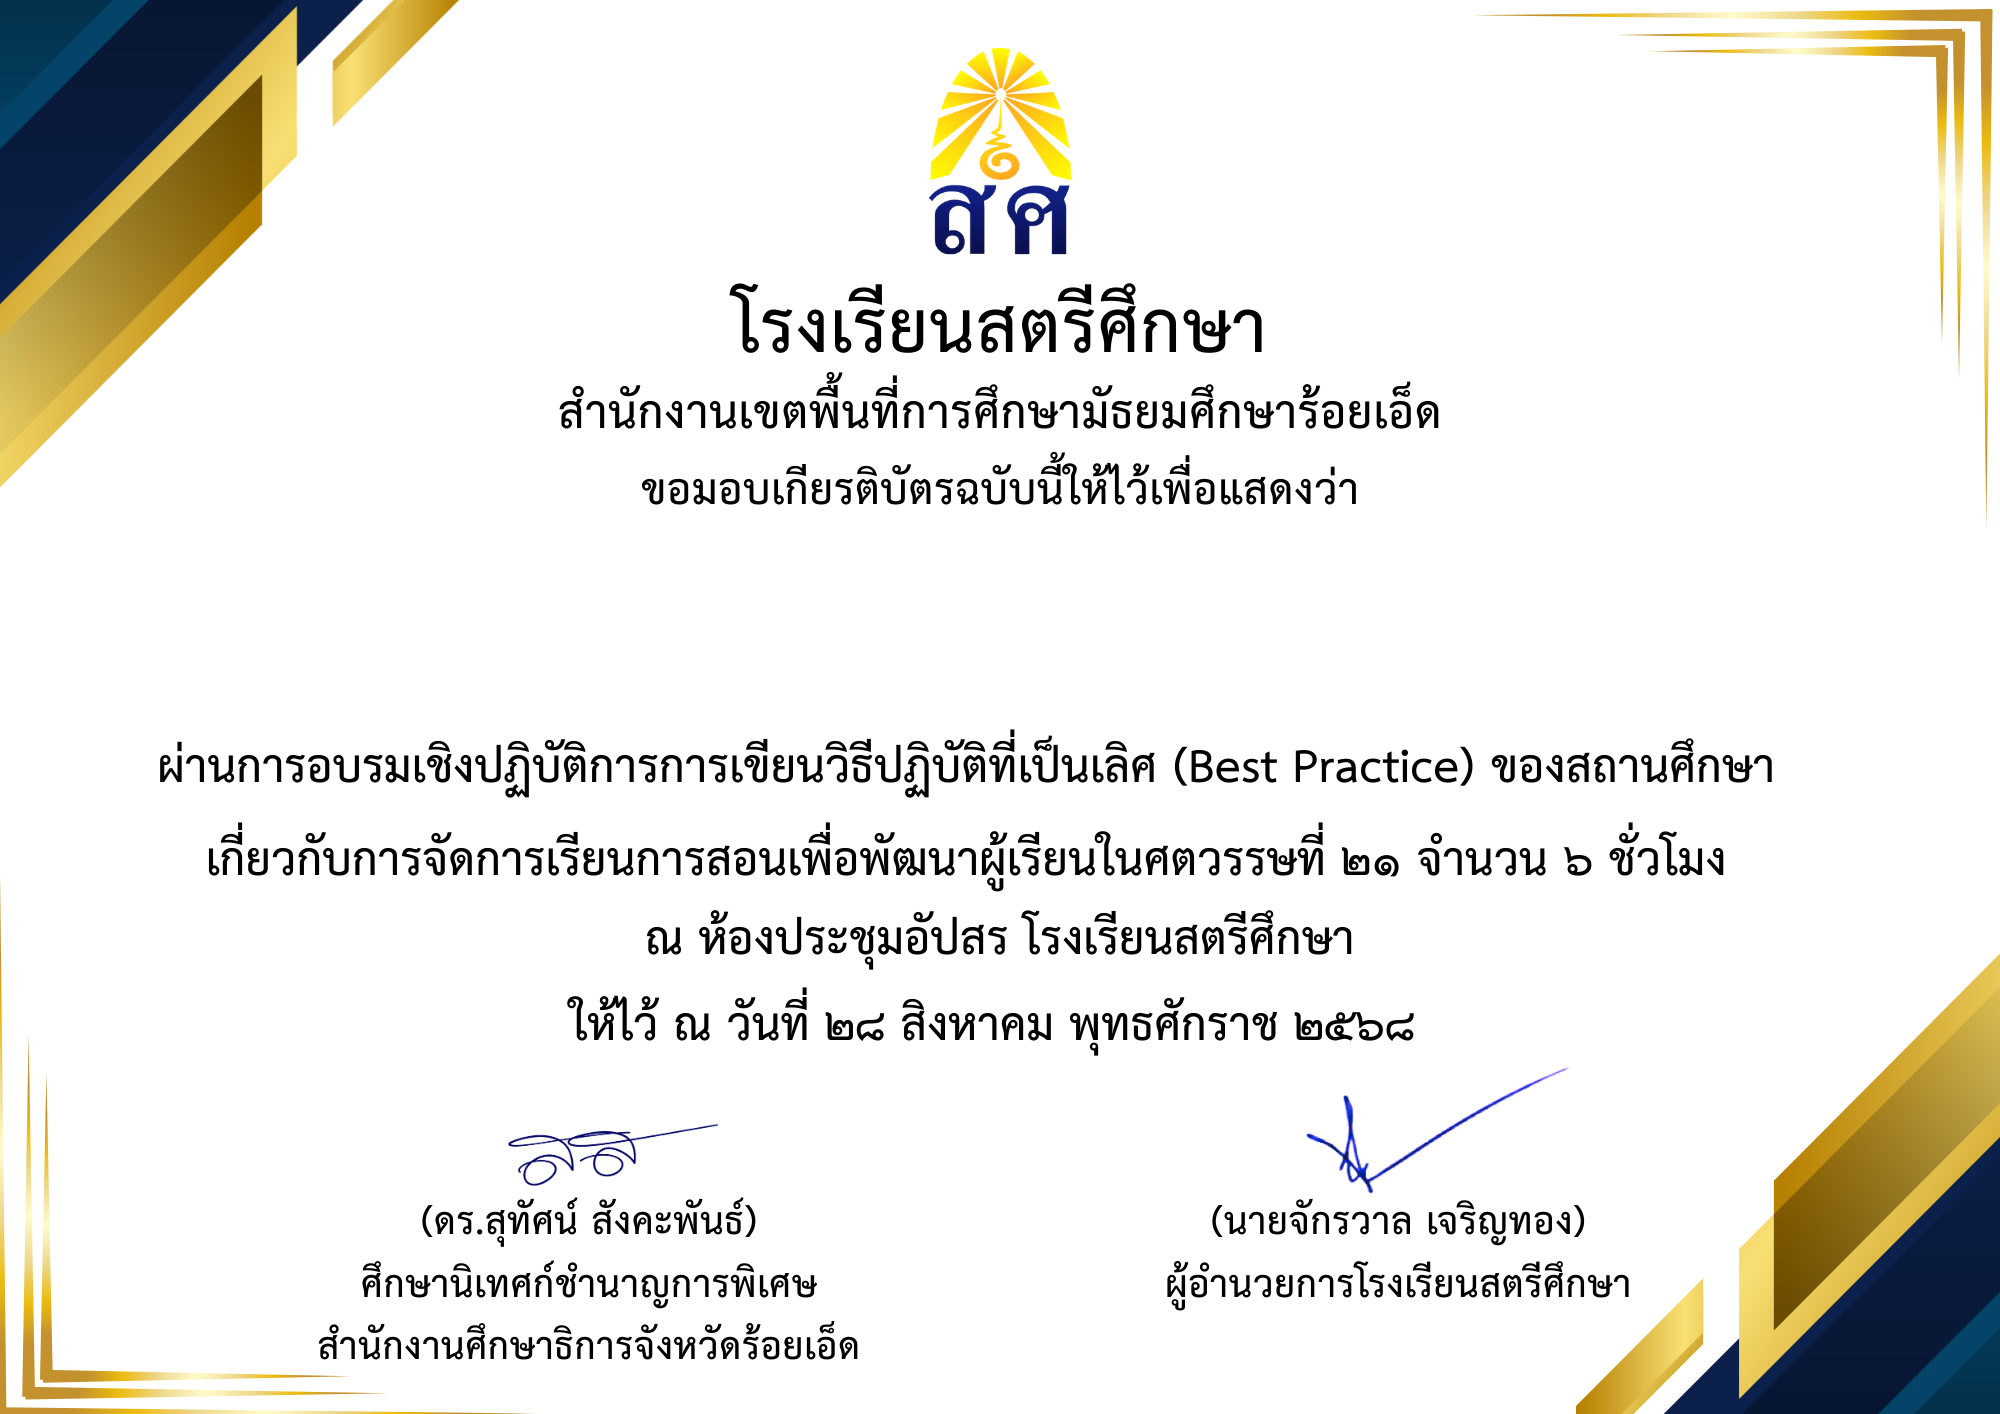 ส ศ
โรงเรียนสตรีศึกษา
สำนักงานเขตพื้นที่การศึกษามัธยมศึกษาร้อยเอ็ด
ขอมอบเกียรติบัตรฉบับนี้ให้ไว้เพื่อแสดงว่า
ผ่านการอบรมเชิงปฏิบัติการการเขียนวิธีปฏิบัติที่เป็นเลิศ (Best Practice) ของสถานศึกษา
เกี่ยวกับการจัดการเรียนการสอนเพื่อพัฒนาผู้เรียนในศตวรรษที่ ๒๑ จำนวน ๖ ชั่วโมง
ณ ห้องประชุมอัปสร โรงเรียนสตรีศึกษา
ให้ไว้ ณ วันที่ ๒๘ สิงหาคม พุทธศักราช ๒๕๖๘
(ดร.สุทัศน์ สังคะพันธ์)
ศึกษานิเทศก์ชำนาญการพิเศษ
สำนักงานศึกษาธิการจังหวัดร้อยเอ็ด
(นายจักรวาล เจริญทอง)
ผู้อำนวยการโรงเรียนสตรีศึกษา